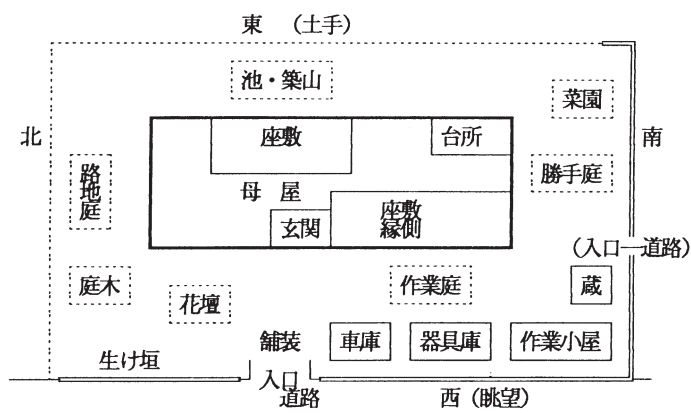 東 (土手)
池・築山
菜園
北
座敷
台所
南
路地庭
勝手庭
母屋
座敷
縁側
玄関
(入口―道路)
庭木
花壇
作業庭
蔵
舗装
車庫
器具庫
作業小屋
生け垣
入口
道路
西 (眺望)